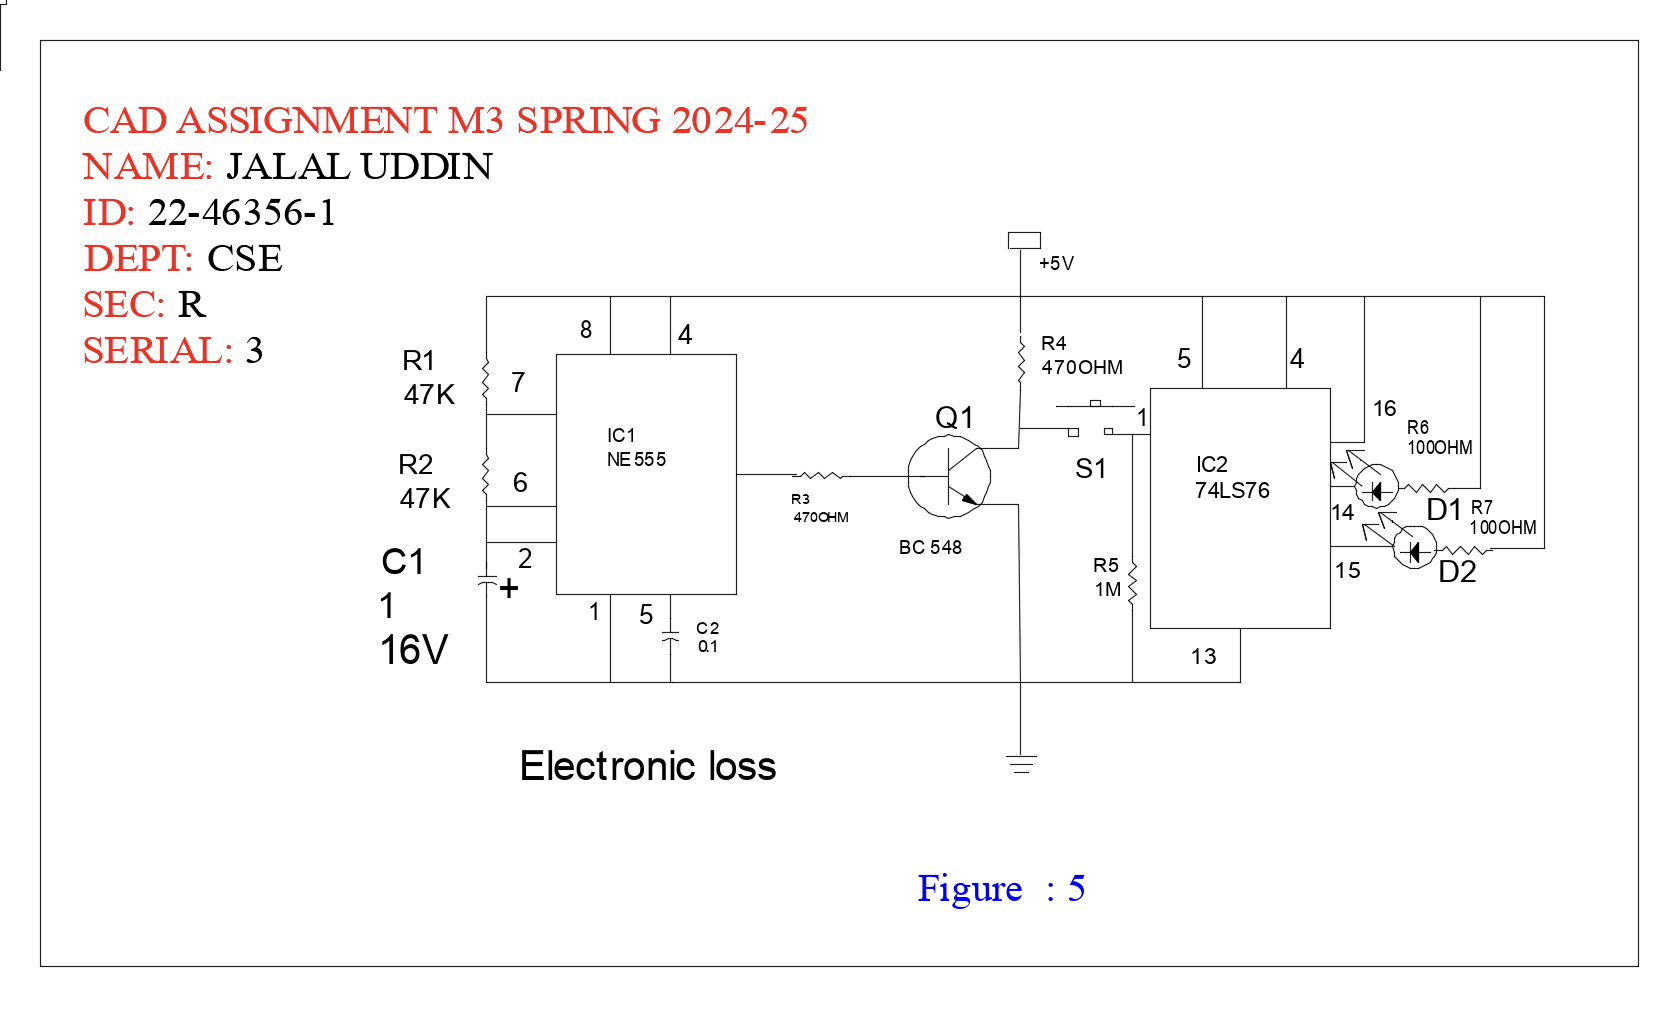 CAD ASSIGNMENT M3 SPRING 2024-25
NAME: JALAL UDDIN
ID: 22-46356-1
DEPT: CSE
SEC: R
SERIAL: 3
+5V
8
4
R1
47K
7
IC1
NE555
R2
47K
6
2
C1
1
16V
+
1
5
C2
0.1
R3
470OHM
Q1
BC 548
R4
470OHM
S1
1
R5
1M
5
4
IC2
74LS76
16
R6
100OHM
14
D1
R7
100OHM
15
D2
13
Electronic loss
Figure : 5